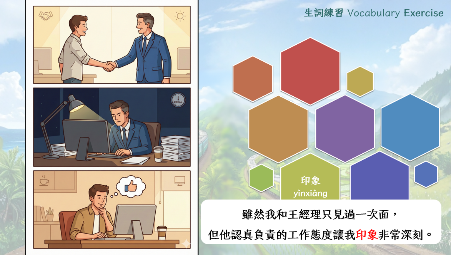 生詞練習 Vocabulary Exercise
印象
yìnxiàng
雖然我和王經理只見過一次面，
但他認真負責的工作態度讓我印象非常深刻。